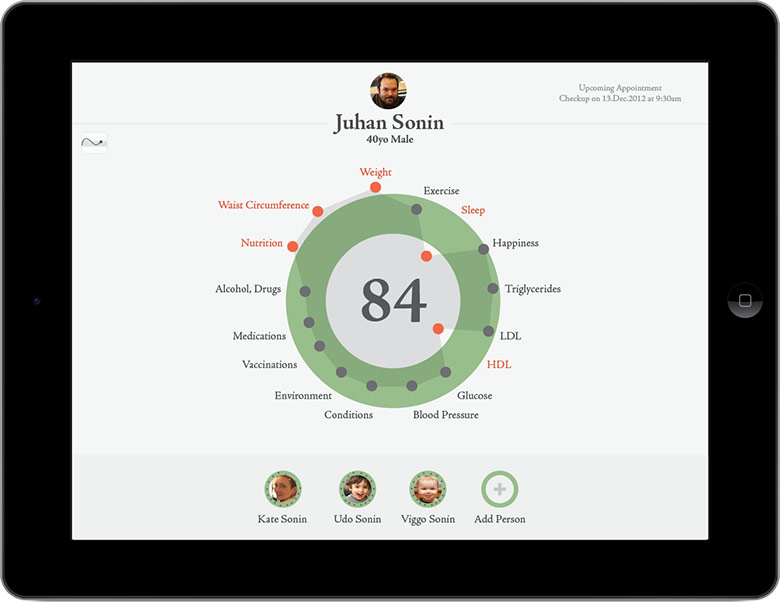 Upcoming Appointment
Checkup on 13.Dec.2012 at 9:30am
Juhan Sonin
40yo Male
Weight
Exercise
Waist Circumference
Sleep
Nutrition
Happiness
Alcohol, Drugs
84
Triglycerides
Medications
LDL
Vaccinations
HDL
Environment
Glucose
Conditions
Blood Pressure
Kate Sonin
Udo Sonin
Viggo Sonin
Add Person